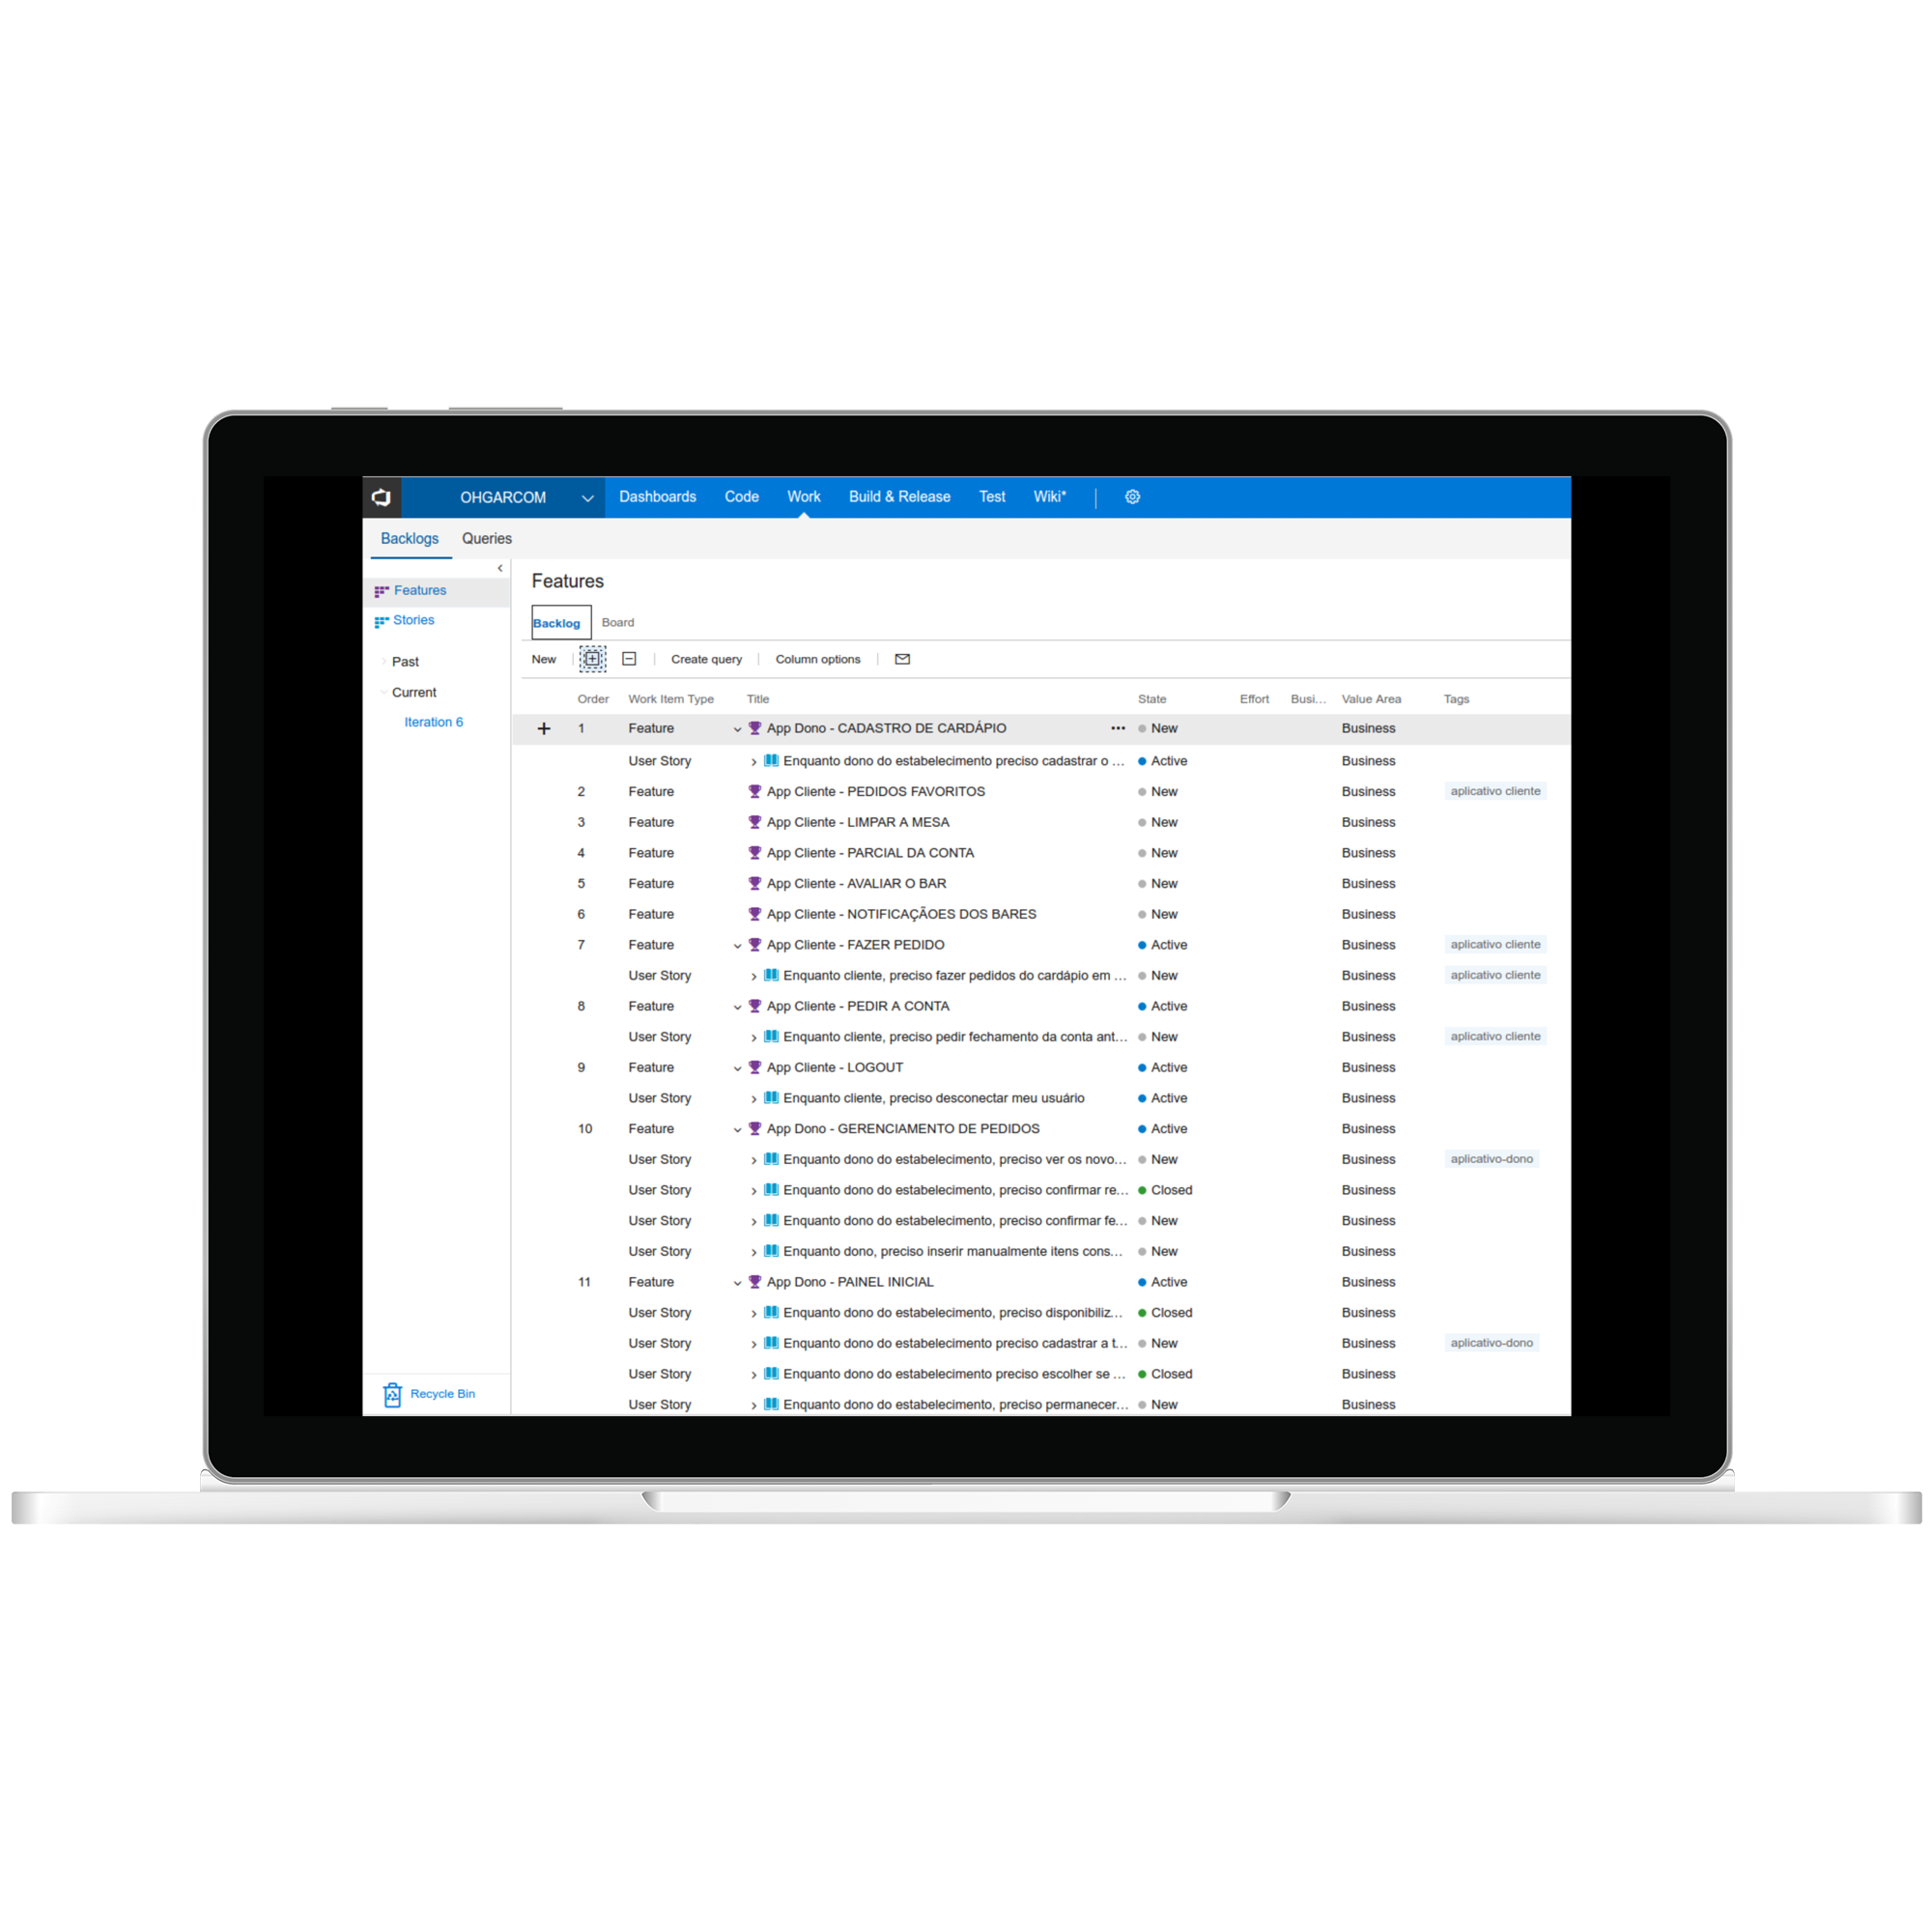 OHGARCOM Dashboards Code Work Build & Release Test Wiki*
Backlogs Queries
Features
Stories
Past
Current
Iteration 6
Recycle Bin
Features
Backlog Board
New Create query Column options
Order Work Item Type Title State Effort Busi... Value Area Tags
1 Feature App Dono - CADASTRO DE CARDÁPIO ... New Business
User Story Enquanto dono do estabelecimento preciso cadastrar o ... Active Business
2 Feature App Cliente - PEDIDOS FAVORITOS New Business aplicativo cliente
3 Feature App Cliente - LIMPAR A MESA New Business
4 Feature App Cliente - PARCIAL DA CONTA New Business
5 Feature App Cliente - AVALIAR O BAR New Business
6 Feature App Cliente - NOTIFICAÇÃOES DOS BARES New Business
7 Feature App Cliente - FAZER PEDIDO Active Business aplicativo cliente
User Story Enquanto cliente, preciso fazer pedidos do cardápio em ... New Business aplicativo cliente
8 Feature App Cliente - PEDIR A CONTA Active Business
User Story Enquanto cliente, preciso pedir fechamento da conta ant... New Business aplicativo cliente
9 Feature App Cliente - LOGOUT Active Business
User Story Enquanto cliente, preciso desconectar meu usuário Active Business
10 Feature App Dono - GERENCIAMENTO DE PEDIDOS Active Business
User Story Enquanto dono do estabelecimento, preciso ver os novo... New Business aplicativo-dono
User Story Enquanto dono do estabelecimento, preciso confirmar re... Closed Business
User Story Enquanto dono do estabelecimento, preciso confirmar fe... New Business
User Story Enquanto dono, preciso inserir manualmente itens cons... New Business
11 Feature App Dono - PAINEL INICIAL Active Business
User Story Enquanto dono do estabelecimento, preciso disponibiliz... Closed Business
User Story Enquanto dono do estabelecimento preciso cadastrar a t... New Business aplicativo-dono
User Story Enquanto dono do estabelecimento preciso escolher se ... Closed Business
User Story Enquanto dono do estabelecimento, preciso permanecer... New Business